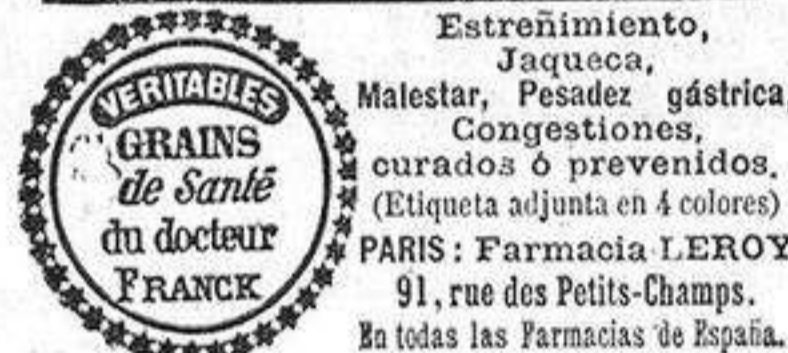 VERITABLES
GRAINS
de Santé
du docteur
FRANCK
Estreñimiento,
Jaqueca,
Malestar, Pesadez gástrica,
Congestiones,
curados ó prevenidos.
(Etiqueta adjunta en 4 colores)
PARIS: Farmacia LEROY
91, rue des Petits-Champs.
En todas las Farmacias de España.